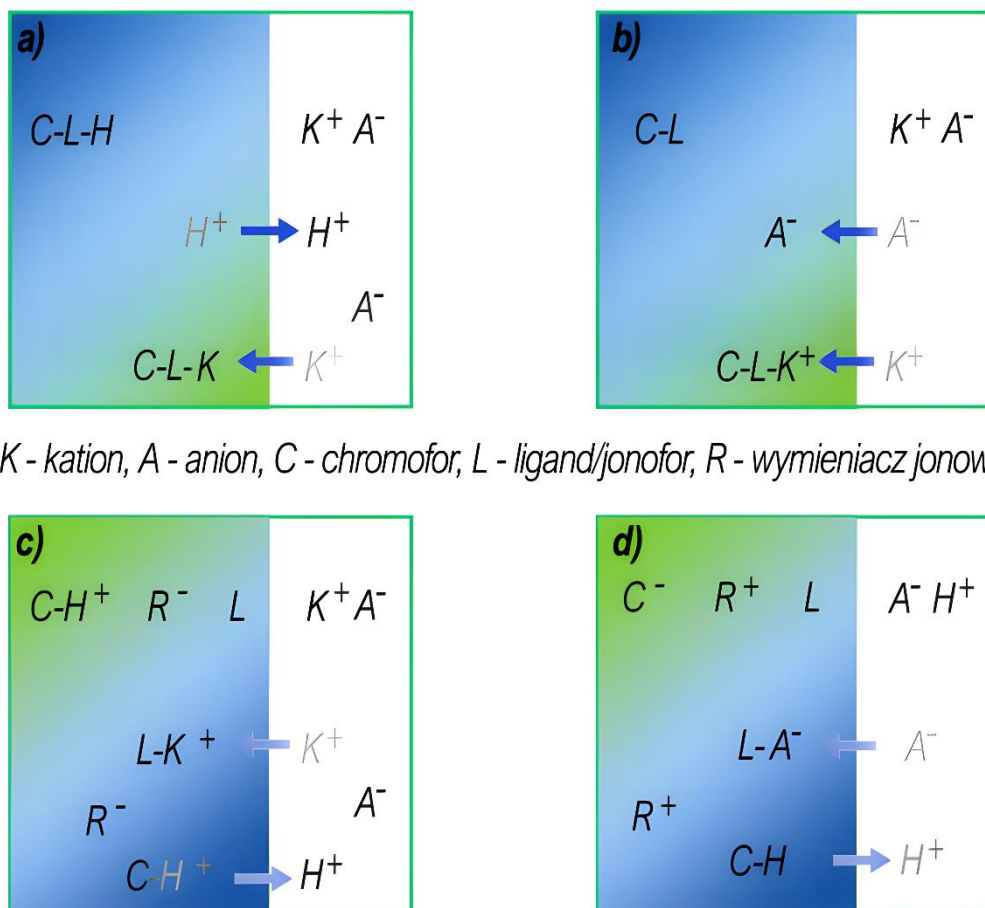 a)
C-L-H
K⁺ A⁻
H⁺ H⁺
A⁻
C-L-K K⁺
b)
C-L
K⁺ A⁻
A⁻ A⁻
C-L-K⁺ K⁺
K - kation, A - anion, C - chromofor, L - ligand/jonofor, R - wymieniacz jonow
c)
C-H⁺ R⁻ L K⁺ A⁻
L-K⁺ K⁺
A⁻
R⁻
C-H⁺ H⁺
d)
C⁻ R⁺ L A⁻ H⁺
L-A⁻ A⁻
R⁺
C-H H⁺